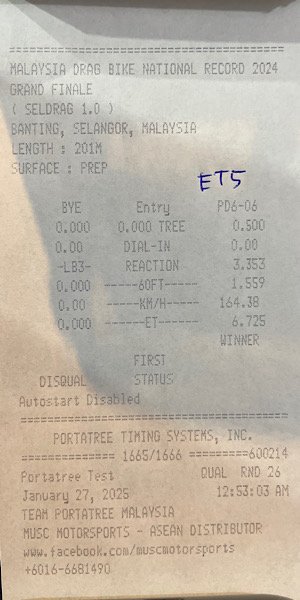 ==============================
MALAYSIA DRAG BIKE NATIONAL RECORD 2024
GRAND FINALE
( SELDRAG 1.0 )
BANTING, SELANGOR, MALAYSIA
LENGTH : 201M
SURFACE : PREP
ET5
BYE Entry PD6-06
0.000 0.000 TREE 0.500
0.00 DIAL-IN 0.00
-LB3- REACTION 3.353
0.000 ------60FT----- 1.559
0.00 ------KM/H----- 164.38
0.000 ------ET------ 6.725
WINNER
FIRST
DISQUAL STATUS
Autostart Disabled
==============================
PORTATREE TIMING SYSTEMS, INC.
============== 1665/1666 =========600214
Portatree Test QUAL RND 26
January 27, 2025 12:53:03 AM
TEAM PORTATREE MALAYSIA
MUSC MOTORSPORTS - ASEAN DISTRIBUTOR
www.facebook.com/muscmotorsports
+6016-6681490